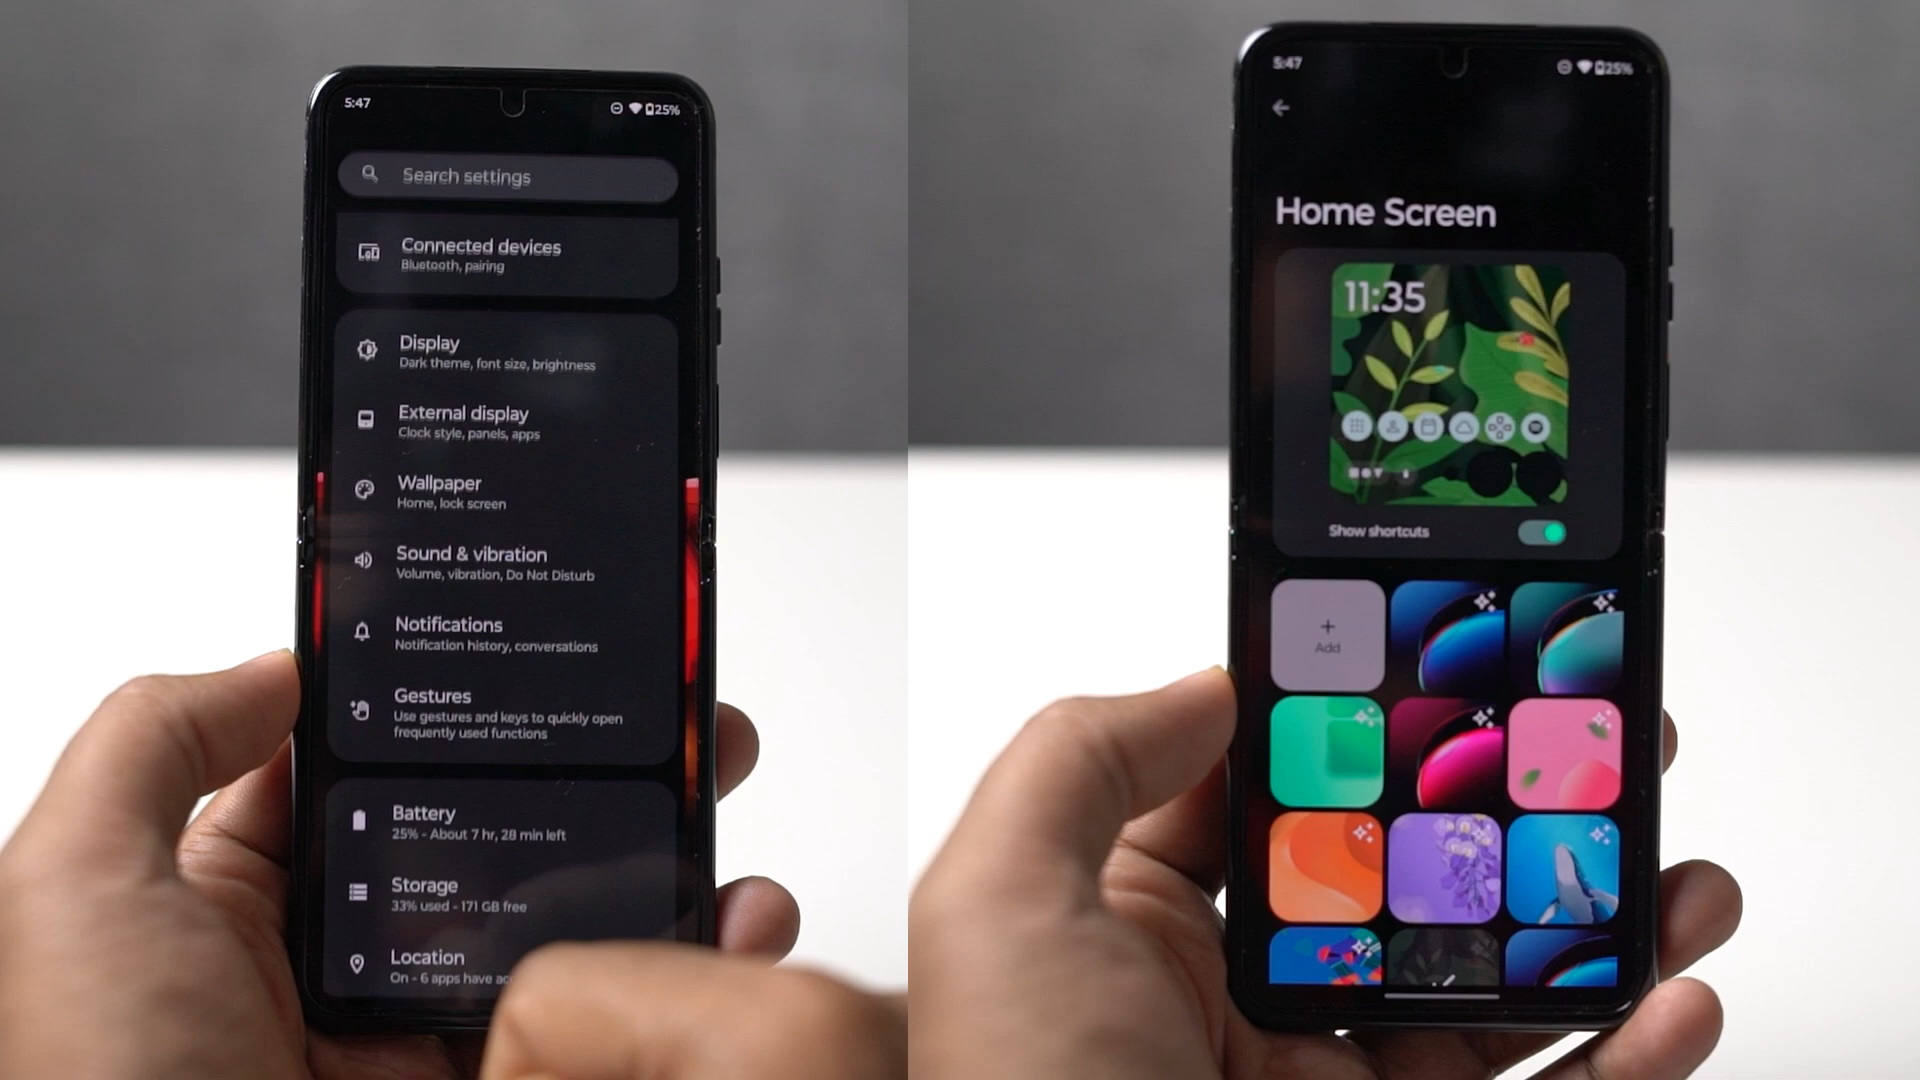 5:47
25%
Search settings
Connected devices
Bluetooth, pairing
Display
Dark theme, font size, brightness
External display
Clock style, panels, apps
Wallpaper
Home, lock screen
Sound & vibration
Volume, vibration, Do Not Disturb
Notifications
Notification history, conversations
Gestures
Use gestures and keys to quickly open
frequently used functions
Battery
25% - About 7 hr, 28 min left
Storage
33% used - 171 GB free
Location
On - 6 apps have
5:47
25%
Home Screen
11:35
Show shortcuts
+
Add